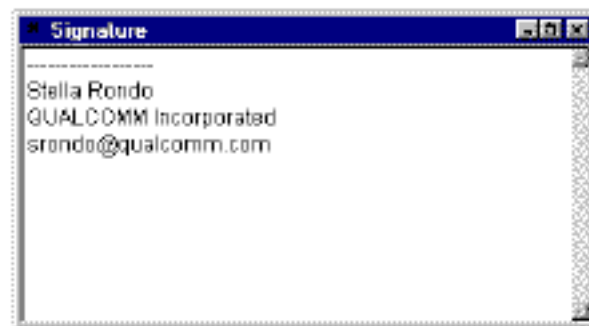 Signature
-------------------
Stella Rondo
QUALCOMM Incorporated
srondo@qualcomm.com